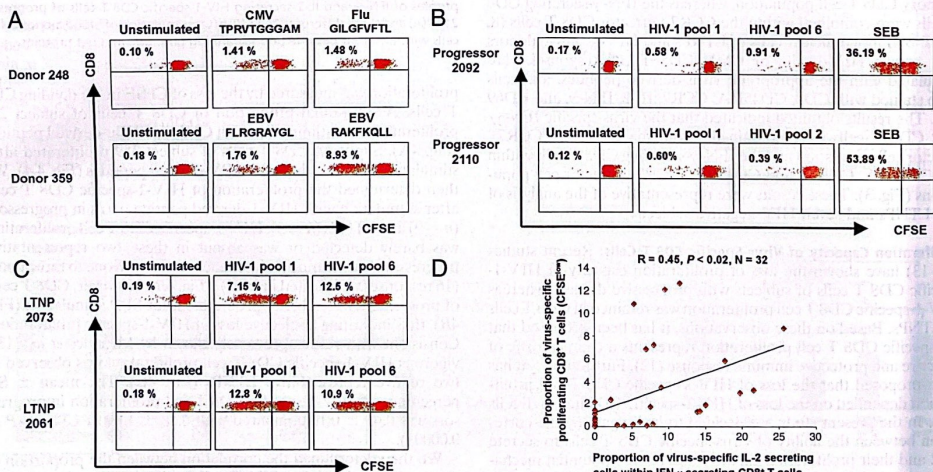 A
CMV
Flu
Unstimulated
TPRVTGGGAM
GILGFVFTL
CD8
Donor 248
0.10 %
1.41 %
1.48 %
EBV
EBV
Unstimulated
FLRGRAYGL
RAKFKQLL
Donor 359
0.18 %
1.76 %
8.93 %
CFSE
B
CD8
Unstimulated
HIV-1 pool 1
HIV-1 pool 6
SEB
Progressor
2092
0.17 %
0.58 %
0.91 %
36.19 %
Unstimulated
HIV-1 pool 1
HIV-1 pool 2
SEB
Progressor
2110
0.12 %
0.60%
0.39 %
53.89 %
CFSE
C
CD8
Unstimulated
HIV-1 pool 1
HIV-1 pool 6
LTNP
2073
0.19 %
7.15 %
12.5 %
Unstimulated
HIV-1 pool 1
HIV-1 pool 6
LTNP
2061
0.18 %
12.8 %
10.9 %
CFSE
D
R = 0.45, P < 0.02, N = 32
Proportion of virus-specific
proliferating CD8+ T cells (CFSElow)
14
12
10
8
6
4
2
0
0 5 10 15 20 25 30
Proportion of virus-specific IL-2 secreting
cells within IFN-γ secreting CD8+ T cells